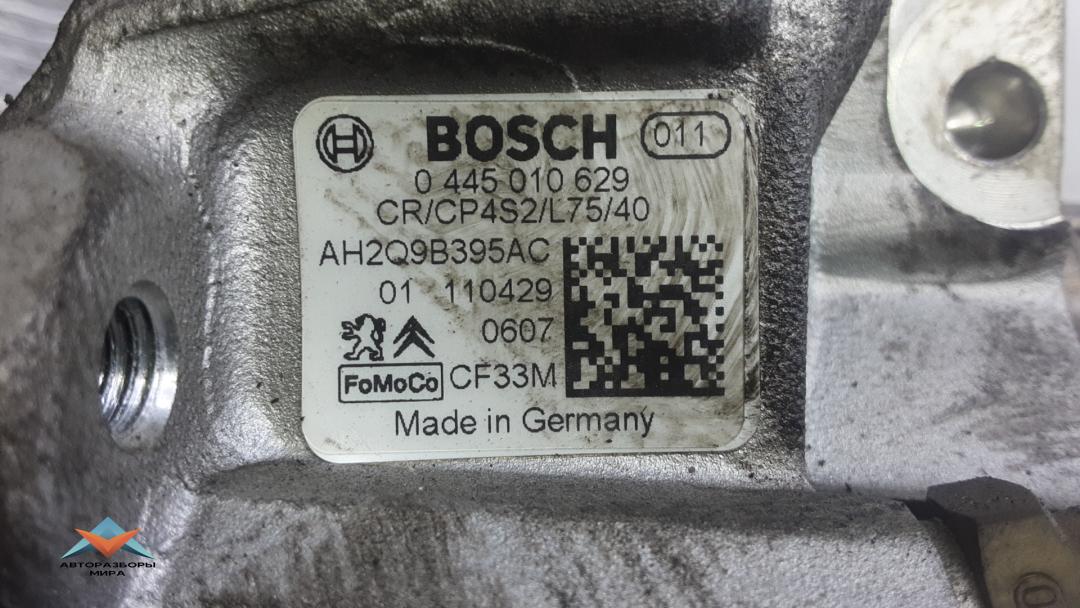 BOSCH 011
0 445 010 629
CR/CP4S2/L75/40
AH2Q9B395AC
01 110429
0607
FoMoCo CF33M
Made in Germany
АВТОРАЗБОРЫ
МИРА